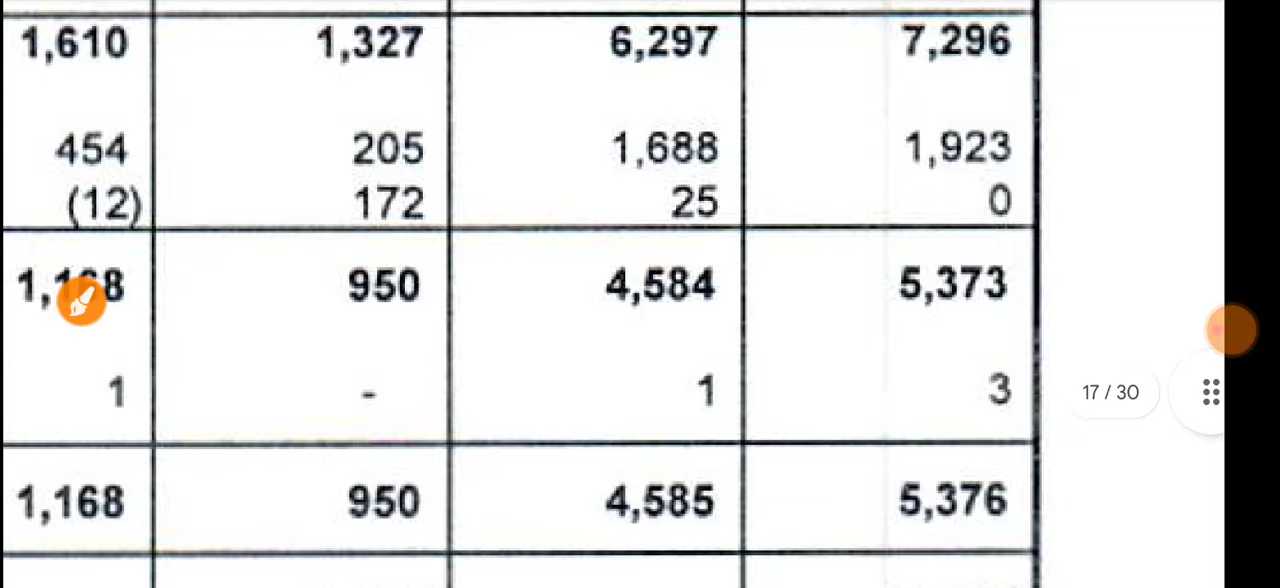 1,610 1,327 6,297 7,296
454 205 1,688 1,923
(12) 172 25 0
950 4,584 5,373
1 - 1 3
17 / 30
1,168 950 4,585 5,376